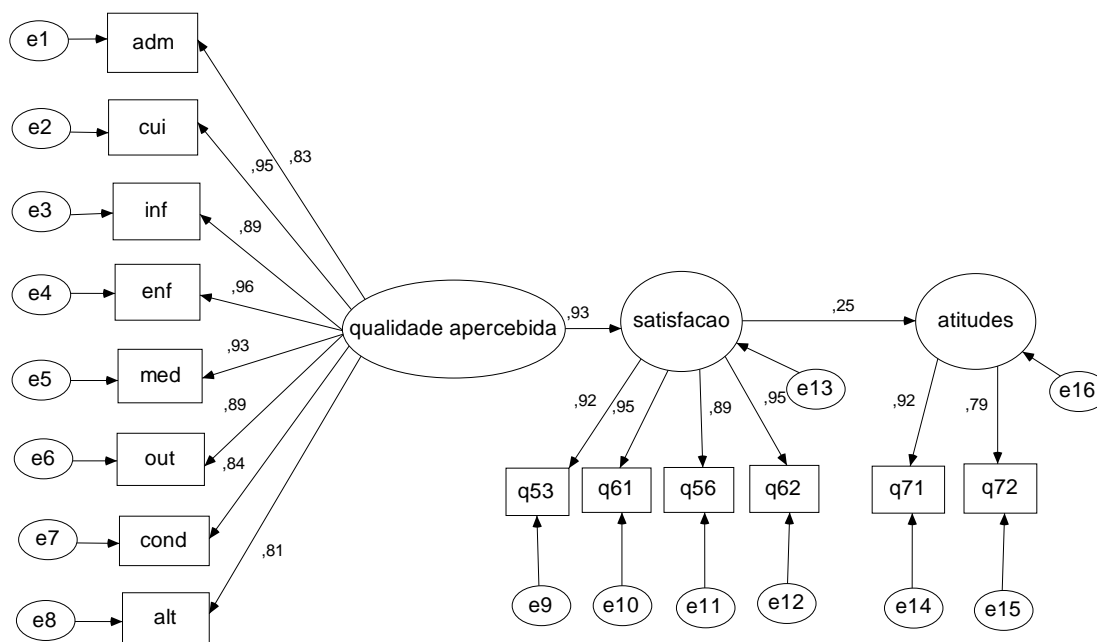 e1
adm
e2
cui
,83
,95
e3
inf
,89
e4
enf
,96
qualidade apercebida
,93
satisfacao
,25
atitudes
,93
e5
med
,89
e13
e16
,92
,95
,89
,95
,92
,79
e6
out
,84
q53
q61
q56
q62
q71
q72
e7
cond
,81
e8
alt
e9
e10
e11
e12
e14
e15